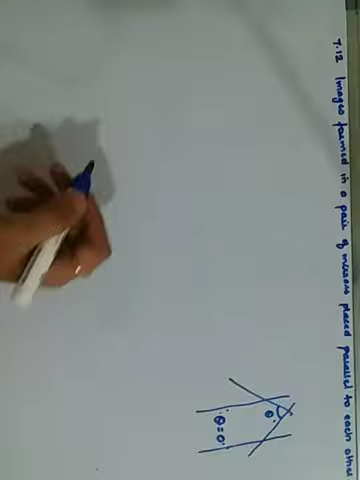 7.12 Images formed in a pair of mirrors placed parallel to each other
θ
θ = 0°